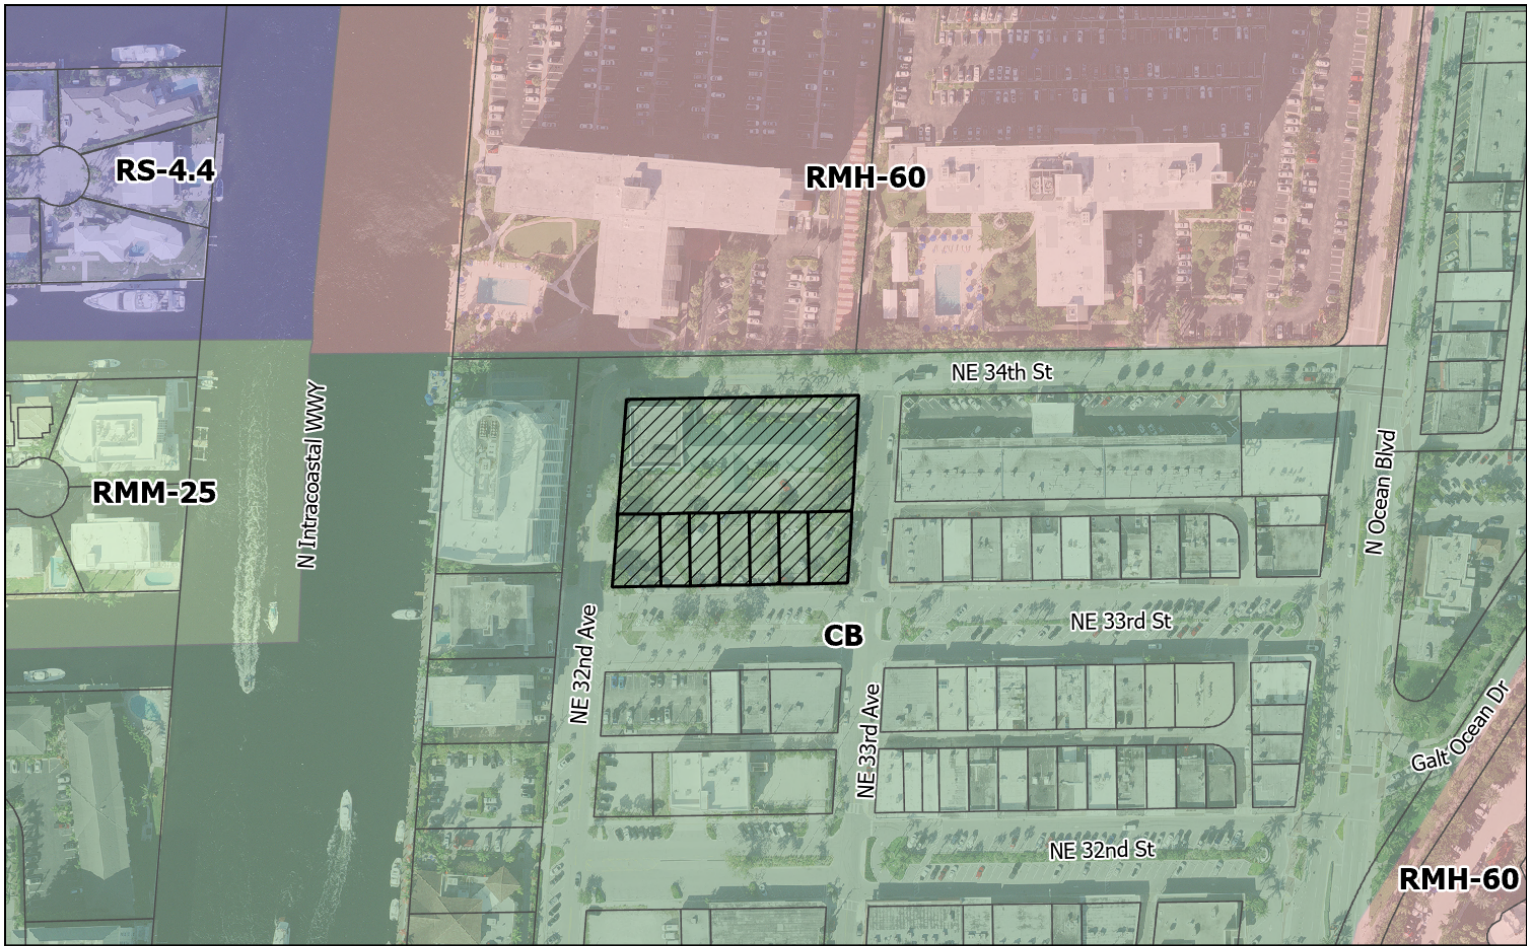 RS-4.4
RMH-60
NE 34th St
N Intracoastal WWY
N Ocean Blvd
RMM-25
NE 32nd Ave
CB
NE 33rd St
NE 33rd Ave
Galt Ocean Dr
NE 32nd St
RMH-60